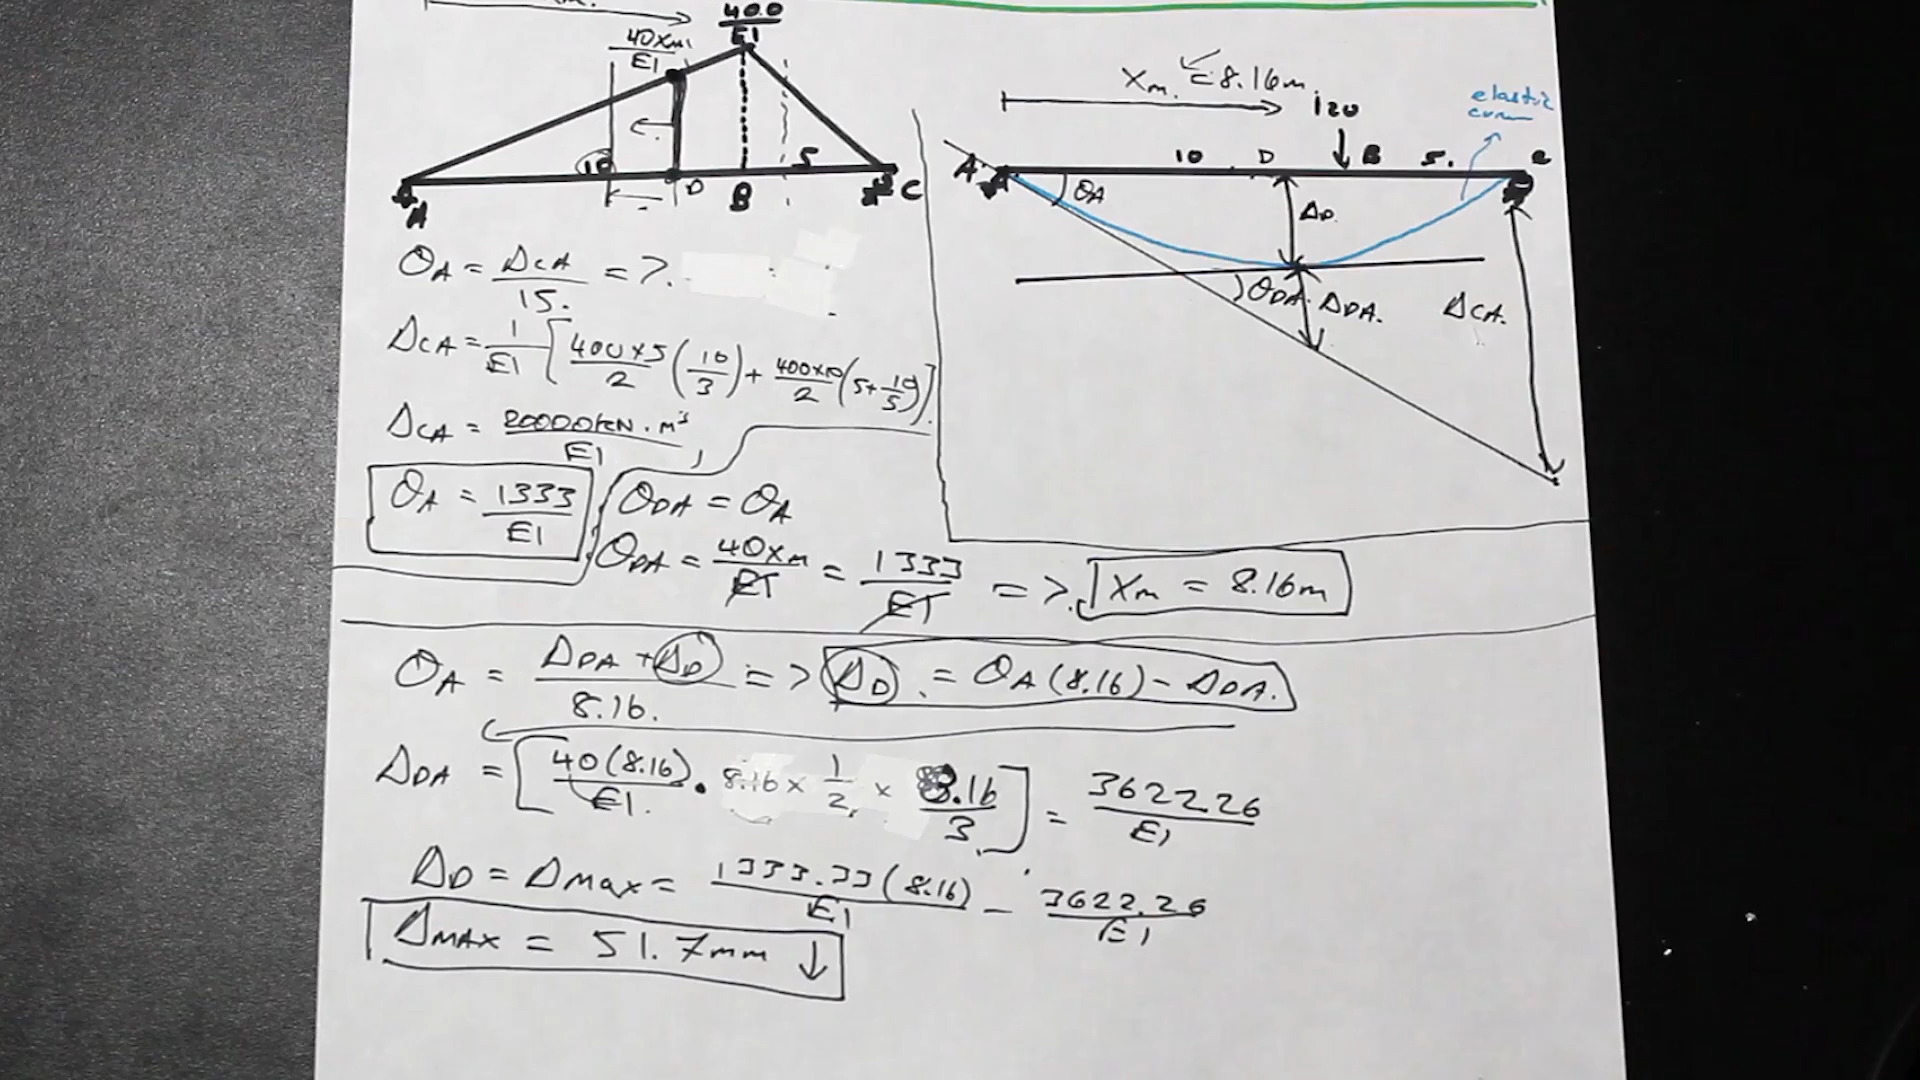 m.
400
EI
40xm
EI
10
D
5
A
B
C
θA = ΔCA / 15. => ?.
ΔCA = 1/EI [ 400x5/2 (10/3) + 400x10/2 (5+10/5) ].
ΔCA = 20000 kN.m³ / EI
θA = 1333 / EI
θDA = θA
θDA = 40xm / EI = 1333 / EI => xm = 8.16m
xm. = 8.16m.
120
elastic
curve
A
10
D
B
5.
C
θA
ΔD.
θDA.
ΔDA.
ΔCA.
θA = ΔDA + ΔD / 8.16. => ΔD = θA (8.16) - ΔDA.
ΔDA = [ 40(8.16) / EI. • 8.16 x 1/2 x 8.16/3. ] = 3622.26 / EI
ΔD = Δmax = 1333.33 (8.16) / EI - 3622.26 / EI
ΔMAX = 51.7mm ↓